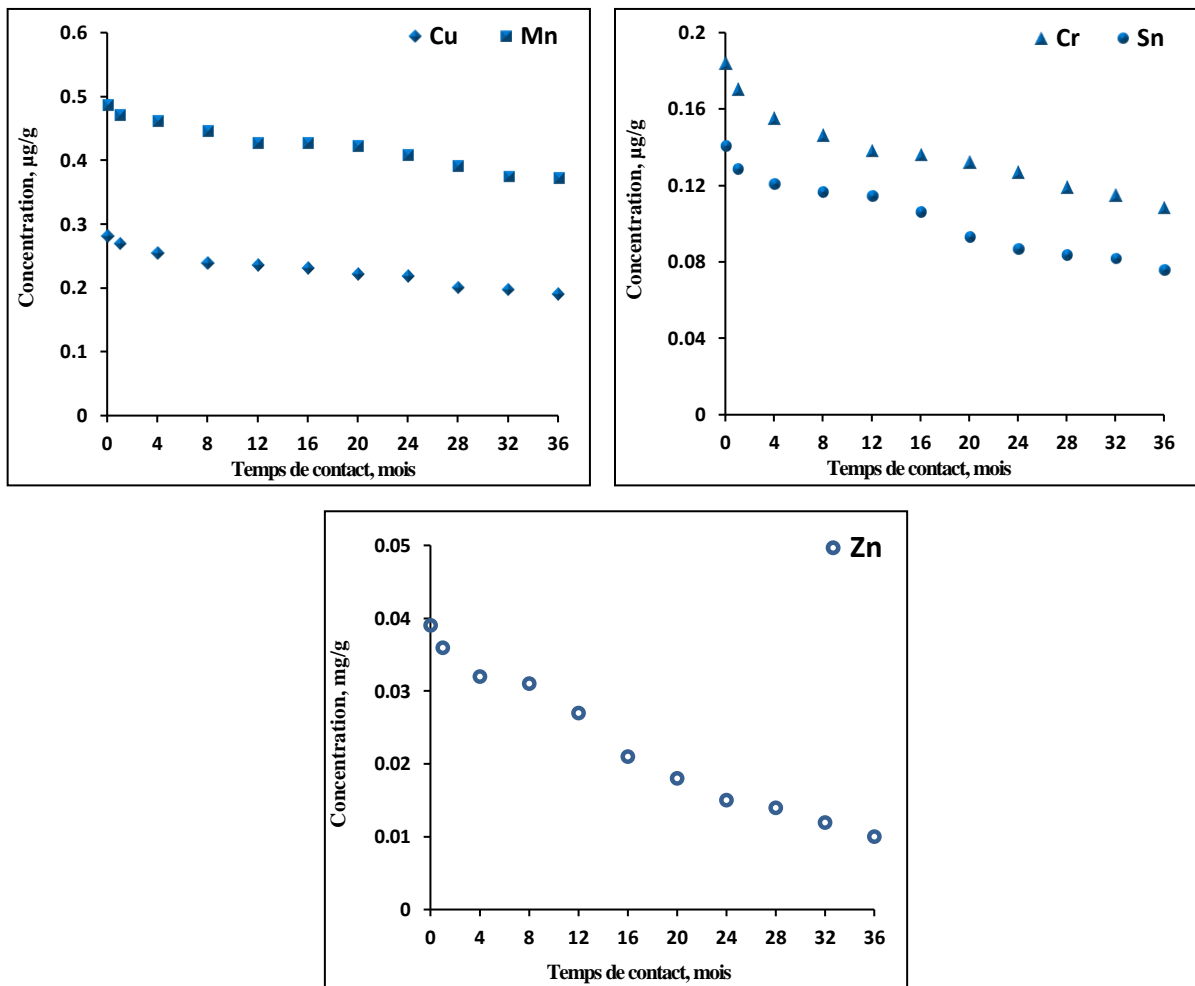 Cu Mn
0.6
0.5
0.4
0.3
0.2
0.1
0
Concentration, µg/g
0 4 8 12 16 20 24 28 32 36
Temps de contact, mois
Cr Sn
0.2
0.16
0.12
0.08
0.04
0
Concentration, µg/g
0 4 8 12 16 20 24 28 32 36
Temps de contact, mois
Zn
0.05
0.04
0.03
0.02
0.01
0
Concentration, mg/g
0 4 8 12 16 20 24 28 32 36
Temps de contact, mois